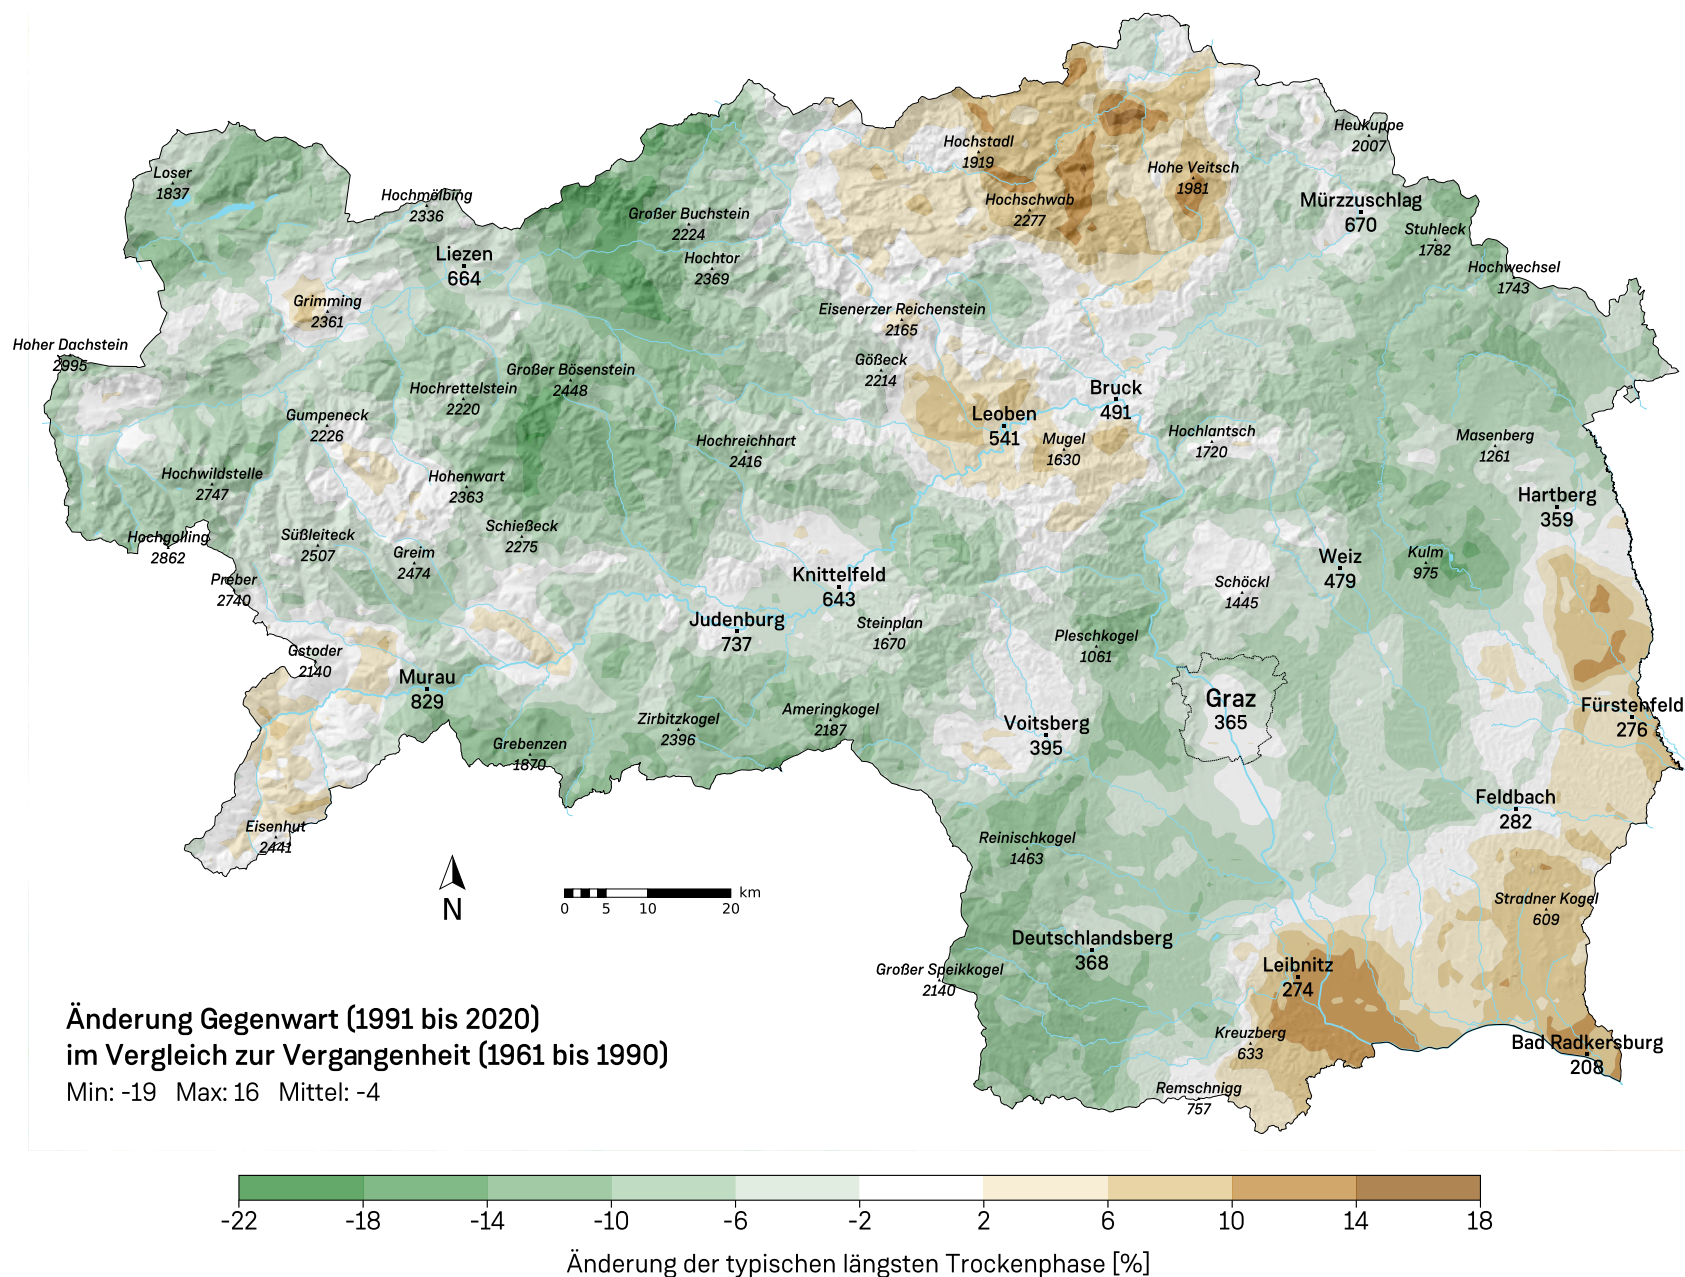 Hochstadl
1919
Heukuppe
2007
Loser
1837
Hohe Veitsch
1981
Hochmölbing
2336
Hochschwab
2277
Mürzzuschlag
670
Großer Buchstein
2224
Stuhleck
1782
Liezen
664
Hochtor
2369
Hochwechsel
1743
Grimming
2361
Eisenerzer Reichenstein
2165
Hoher Dachstein
2995
Gößeck
2214
Großer Bösenstein
2448
Hochrettelstein
2220
Bruck
491
Gumpeneck
2226
Leoben
541
Hochreichhart
2416
Mugel
1630
Hochlantsch
1720
Masenberg
1261
Hochwildstelle
2747
Hohenwart
2363
Hartberg
359
Hochgolling
2862
Süßleiteck
2507
Schießeck
2275
Greim
2474
Weiz
479
Kulm
975
Preber
2740
Knittelfeld
643
Schöckl
1445
Judenburg
737
Steinplan
1670
Pleschkogel
1061
Gstoder
2140
Murau
829
Graz
365
Fürstenfeld
276
Zirbitzkogel
2396
Ameringkogel
2187
Voitsberg
395
Grebenzen
1870
Feldbach
282
Eisenhut
2441
Reinischkogel
1463
N
km
0 5 10 20
Stradner Kogel
609
Deutschlandsberg
368
Großer Speikkogel
2140
Leibnitz
274
Kreuzberg
633
Bad Radkersburg
208
Remschnigg
757
Änderung Gegenwart (1991 bis 2020)
im Vergleich zur Vergangenheit (1961 bis 1990)
Min: -19 Max: 16 Mittel: -4
-22 -18 -14 -10 -6 -2 2 6 10 14 18
Änderung der typischen längsten Trockenphase [%]